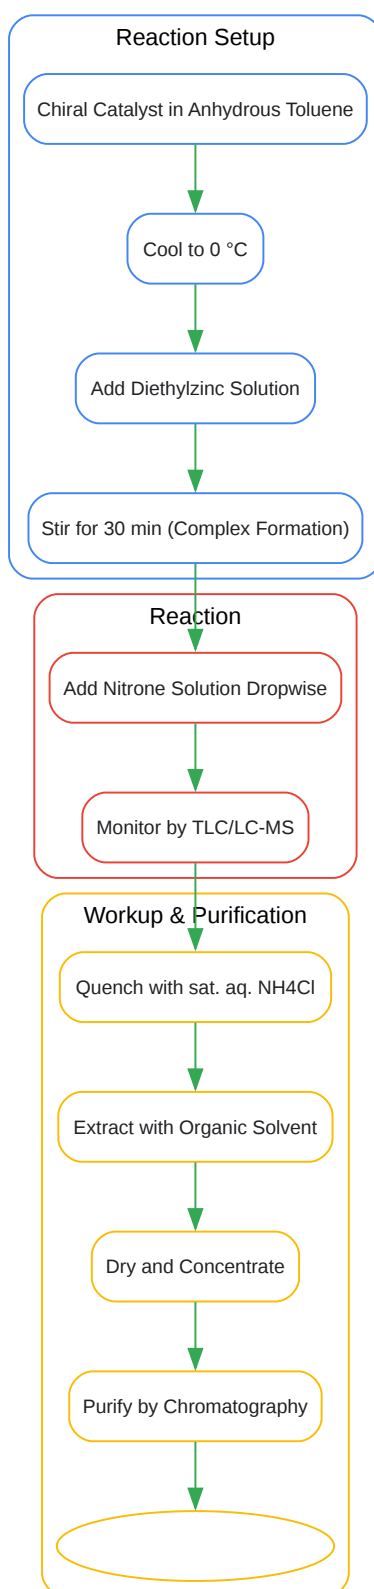 Reaction Setup
Chiral Catalyst in Anhydrous Toluene
Cool to 0 °C
Add Diethylzinc Solution
Stir for 30 min (Complex Formation)
Reaction
Add Nitrone Solution Dropwise
Monitor by TLC/LC-MS
Workup & Purification
Quench with sat. aq. NH4Cl
Extract with Organic Solvent
Dry and Concentrate
Purify by Chromatography